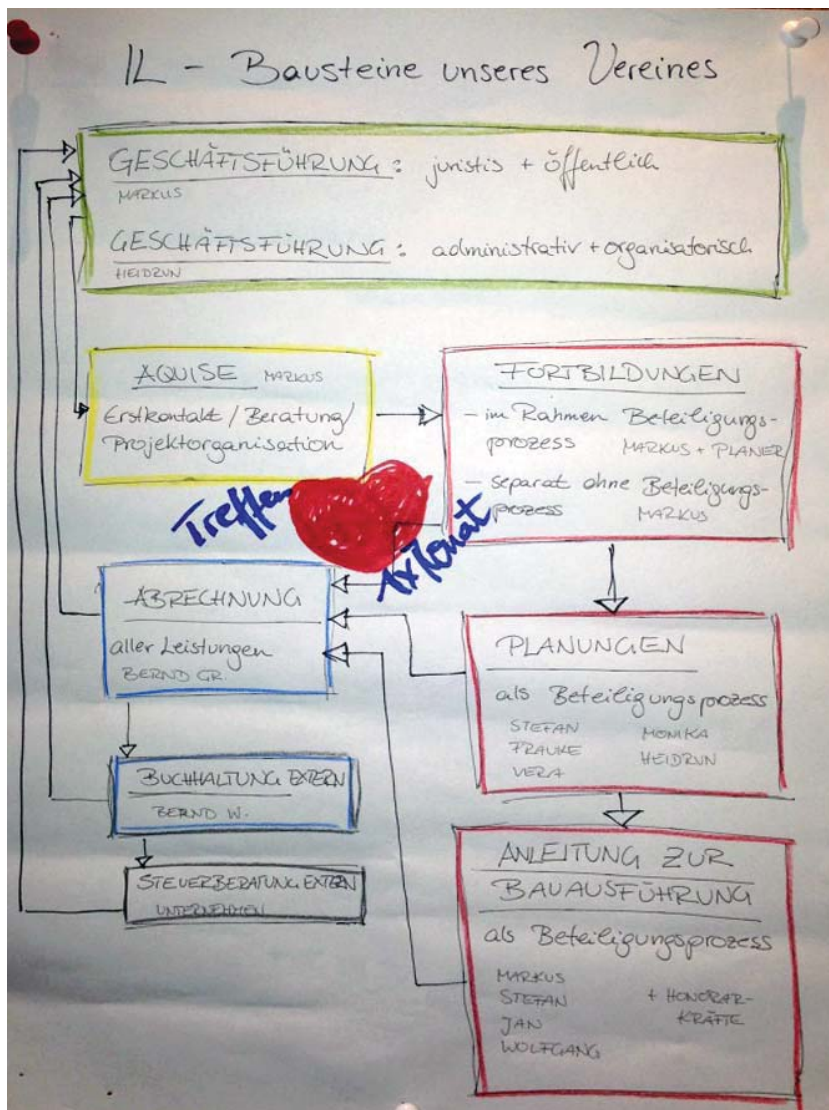 IL - Bausteine unseres Vereines
GESCHÄFTSFÜHRUNG: juristis + öffentlich
MARKUS
GESCHÄFTSFÜHRUNG: administrativ + organisatorisch
HEIDRUN
AQUISE MARKUS
Erstkontakt / Beratung /
Projektorganisation
FORTBILDUNGEN
- im Rahmen Beteiligungs-
prozess MARKUS + PLANER
- separat ohne Beteiligungs-
prozess MARKUS
Treffen
1x Monat
ABRECHNUNG
aller Leistungen
BERND GR.
PLANUNGEN
als Beteiligungsprozess
STEFAN MONIKA
FRAUKE HEIDRUN
VERA
BUCHHALTUNG EXTERN
BERND W.
STEUERBERATUNG EXTERN
UNTERNEHMEN
ANLEITUNG ZUR
BAUAUSFÜHRUNG
als Beteiligungsprozess
MARKUS
STEFAN + HONORAR-
JAN KRÄFTE
WOLFGANG